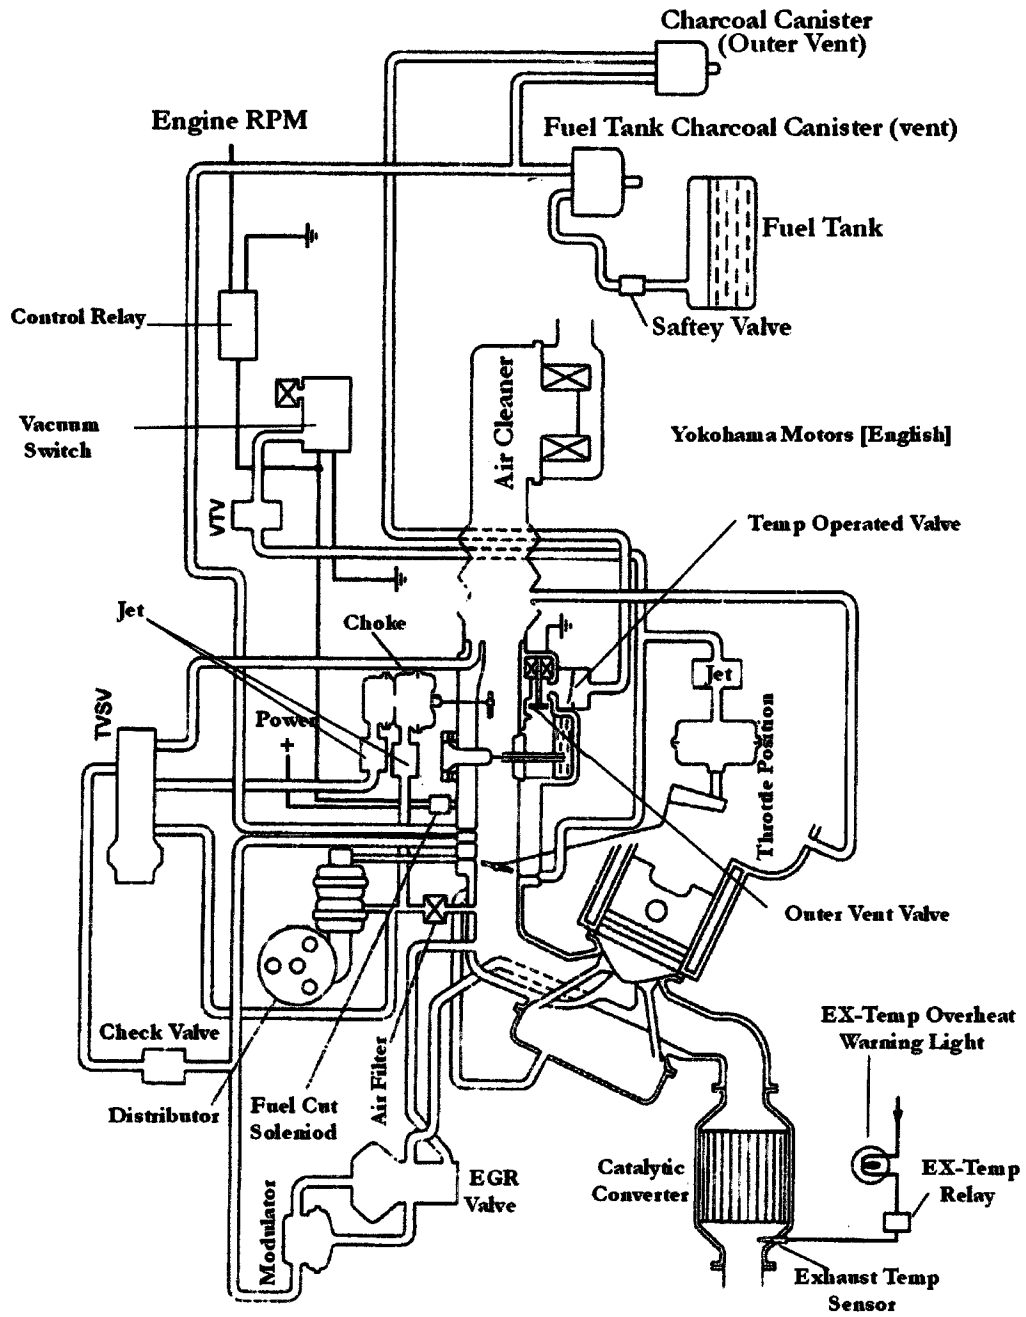 Charcoal Canister
(Outer Vent)
Engine RPM
Fuel Tank Charcoal Canister (vent)
Fuel Tank
Control Relay
Saftey Valve
Air Cleaner
Vacuum
Switch
Yokohama Motors [English]
VTV
Temp Operated Valve
Jet
Choke
Jet
TVSV
Power
+
Throttle Position
Outer Vent Valve
Check Valve
EX-Temp Overheat
Warning Light
Air Filter
Distributor
Fuel Cut
Soleniod
EGR
Valve
Catalytic
Converter
EX-Temp
Relay
Modulator
Exhaust Temp
Sensor